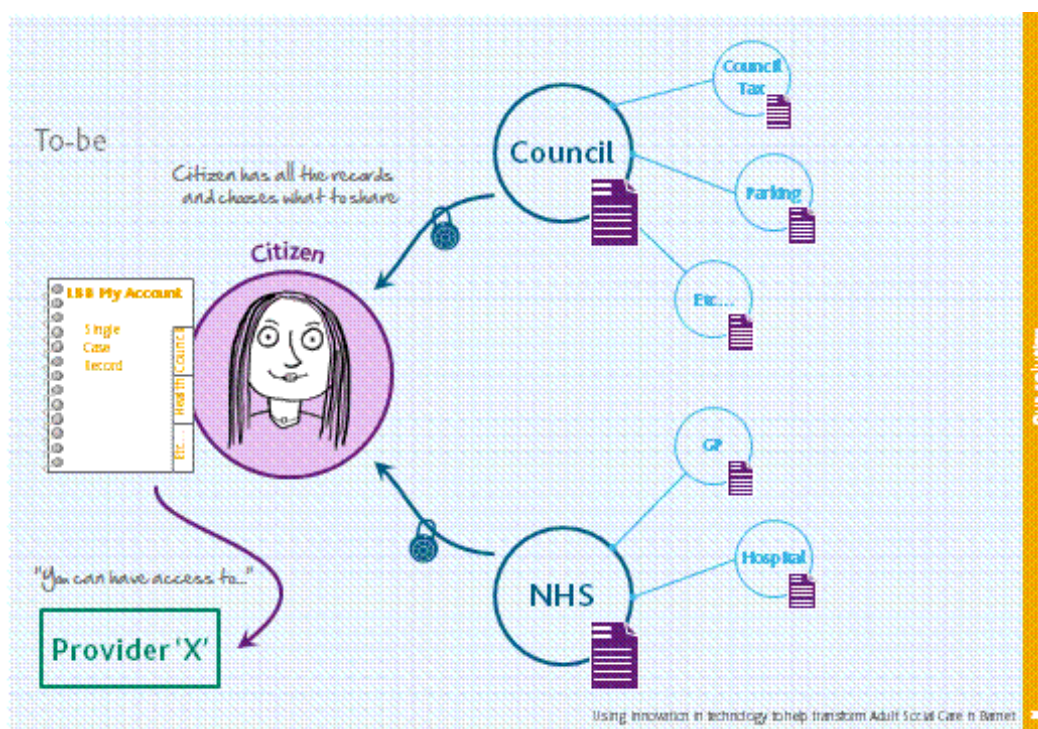 To-be
Citizen has all the records
and chooses what to share
Citizen
LBB My Account
Single
Case
Record
Council
Health
Etc...
"You can have access to..."
Provider 'X'
Council
Council
Tax
Parking
Etc...
GP
NHS
Hospital
Using innovation in technology to help transform Adult Social Care in Barnet